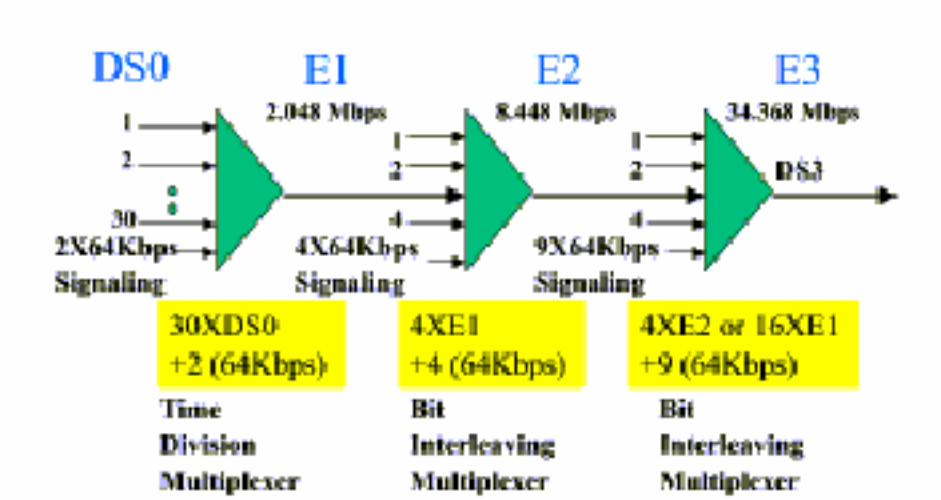 DS0 E1 E2 E3
2.048 Mbps 8.448 Mbps 34.368 Mbps
1 1 1
2 2 2 DS3
30 4 4
2X64Kbps 4X64Kbps 9X64Kbps
Signaling Signaling Signaling
30XDS0 4XE1 4XE2 or 16XE1
+2 (64Kbps) +4 (64Kbps) +9 (64Kbps)
Time Bit Bit
Division Interleaving Interleaving
Multiplexer Multiplexer Multiplexer